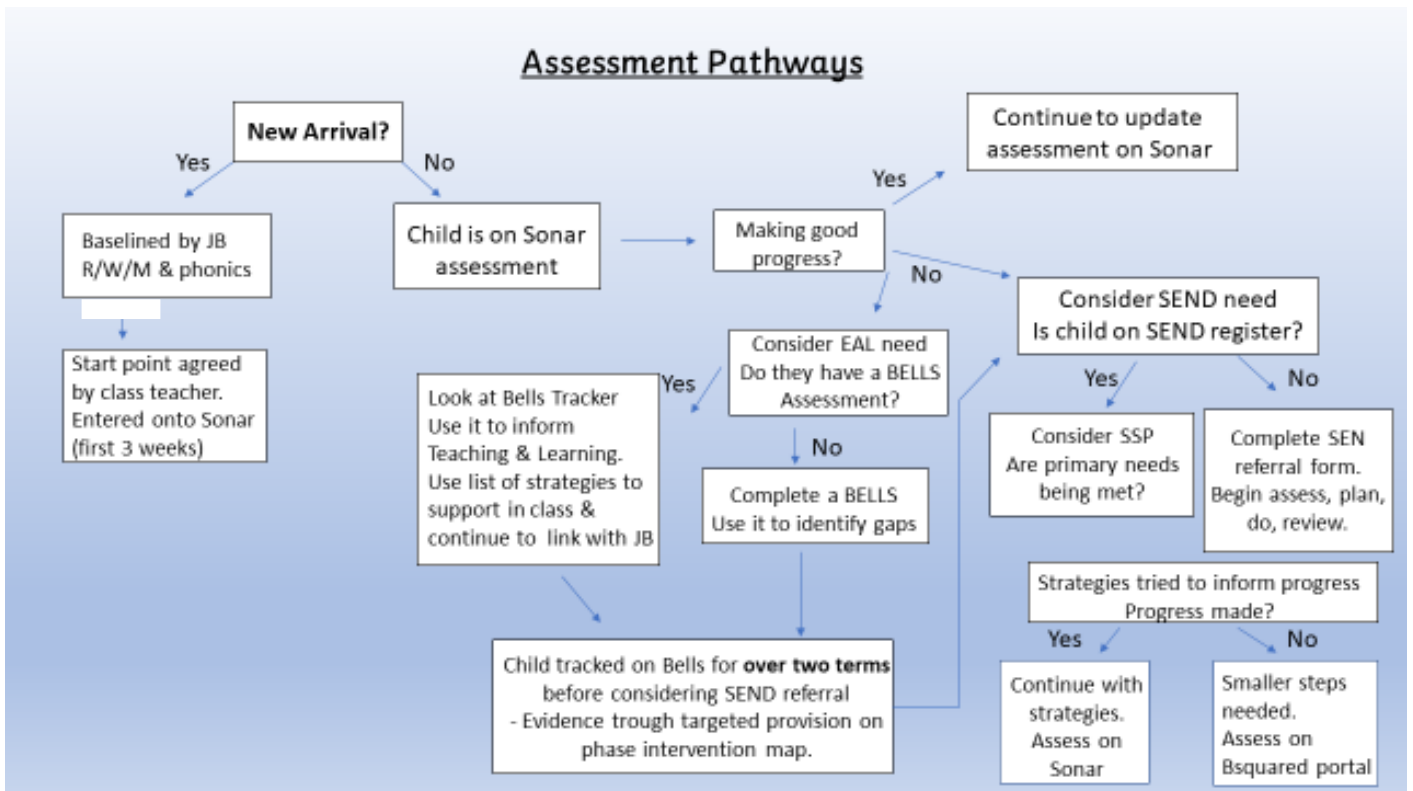 Assessment Pathways
New Arrival?
Yes
No
Baselined by JB
R/W/M & phonics
Start point agreed
by class teacher.
Entered onto Sonar
(first 3 weeks)
Child is on Sonar
assessment
Making good
progress?
Yes
Continue to update
assessment on Sonar
No
Consider EAL need
Do they have a BELLS
Assessment?
Yes
Look at Bells Tracker
Use it to inform
Teaching & Learning.
Use list of strategies to
support in class &
continue to link with JB
No
Complete a BELLS
Use it to identify gaps
Child tracked on Bells for over two terms
before considering SEND referral
- Evidence trough targeted provision on
phase intervention map.
Consider SEND need
Is child on SEND register?
Yes
No
Consider SSP
Are primary needs
being met?
Complete SEN
referral form.
Begin assess, plan,
do, review.
Strategies tried to inform progress
Progress made?
Yes
No
Continue with
strategies.
Assess on
Sonar
Smaller steps
needed.
Assess on
Bsquared portal